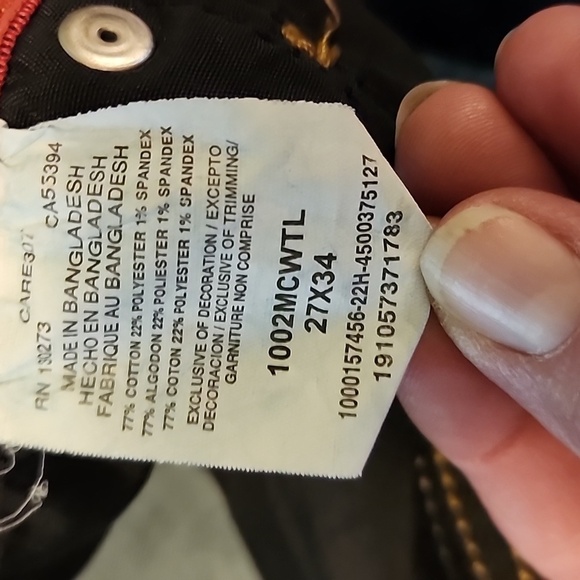 RN 130273 CARE307 CA55394
MADE IN BANGLADESH
HECHO EN BANGLADESH
FABRIQUE AU BANGLADESH
77% COTTON 22% POLYESTER 1% SPANDEX
77% ALGODON 22% POLIESTER 1% SPANDEX
77% COTON 22% POLYESTER 1% SPANDEX
EXCLUSIVE OF DECORATION / EXCEPTO
DECORACION / EXCLUSIVE OF TRIMMING/
GARNITURE NON COMPRISE
1002MCWTL
27X34
1000157456-22H-4500375127
191057371783